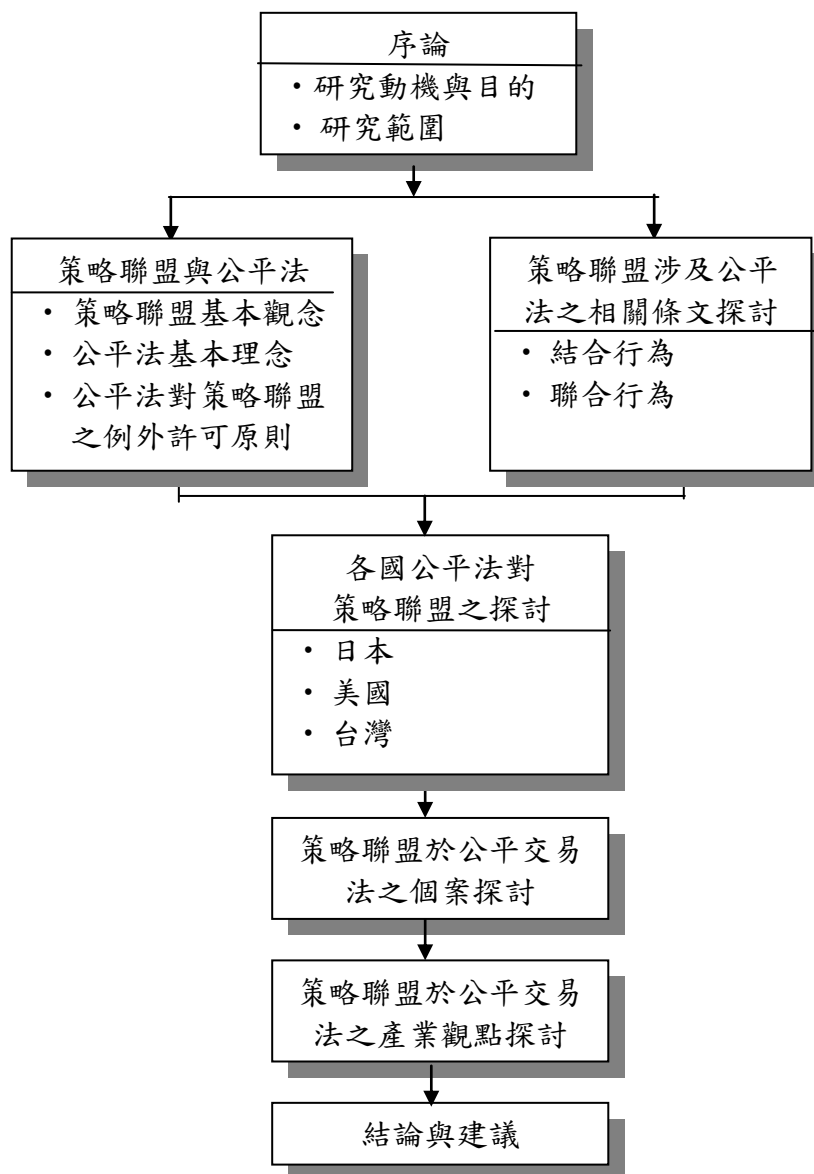 序論
・研究動機與目的
・研究範圍
策略聯盟與公平法
・ 策略聯盟基本觀念
・ 公平法基本理念
・ 公平法對策略聯盟
之例外許可原則
策略聯盟涉及公平
法之相關條文探討
・ 結合行為
・ 聯合行為
各國公平法對
策略聯盟之探討
・ 日本
・ 美國
・ 台灣
策略聯盟於公平交易
法之個案探討
策略聯盟於公平交易
法之產業觀點探討
結論與建議